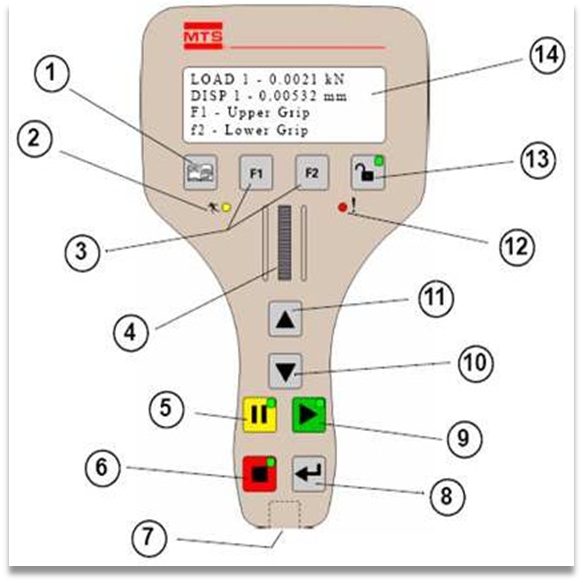 MTS
LOAD 1 - 0.0021 kN
DISP 1 - 0.00532 mm
F1 - Upper Grip
f2 - Lower Grip
F1 F2
!
1
2
3
4
5
6
7
8
9
10
11
12
13
14